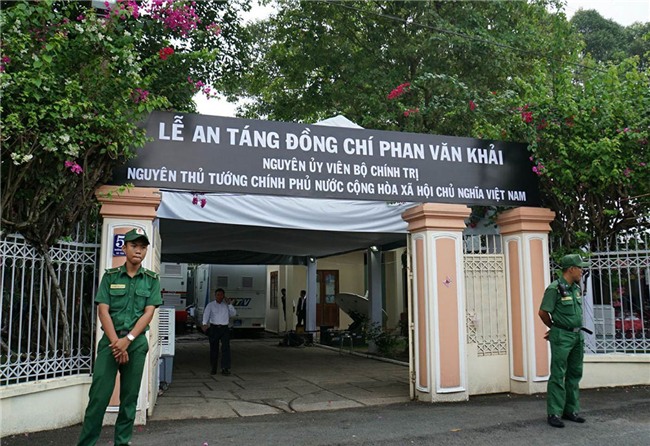 LỄ AN TÁNG ĐỒNG CHÍ PHAN VĂN KHẢI
NGUYÊN ỦY VIÊN BỘ CHÍNH TRỊ
NGUYÊN THỦ TƯỚNG CHÍNH PHỦ NƯỚC CỘNG HÒA XÃ HỘI CHỦ NGHĨA VIỆT NAM
5